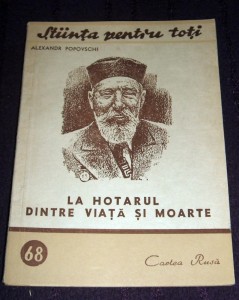 Știința pentru toți
ALEXANDR POPOVSCHI
LA HOTARUL
DINTRE VIAȚĂ ȘI MOARTE
68
Cartea Rusă